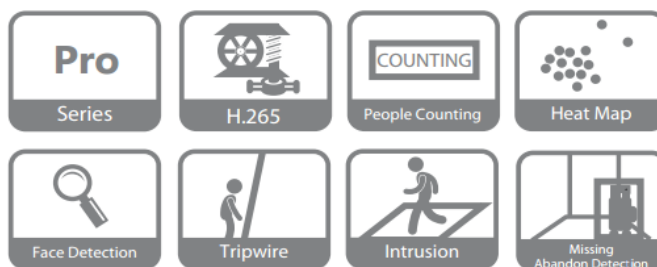 Pro
Series
H.265
COUNTING
People Counting
Heat Map
Face Detection
Tripwire
Intrusion
Missing
Abandon Detection